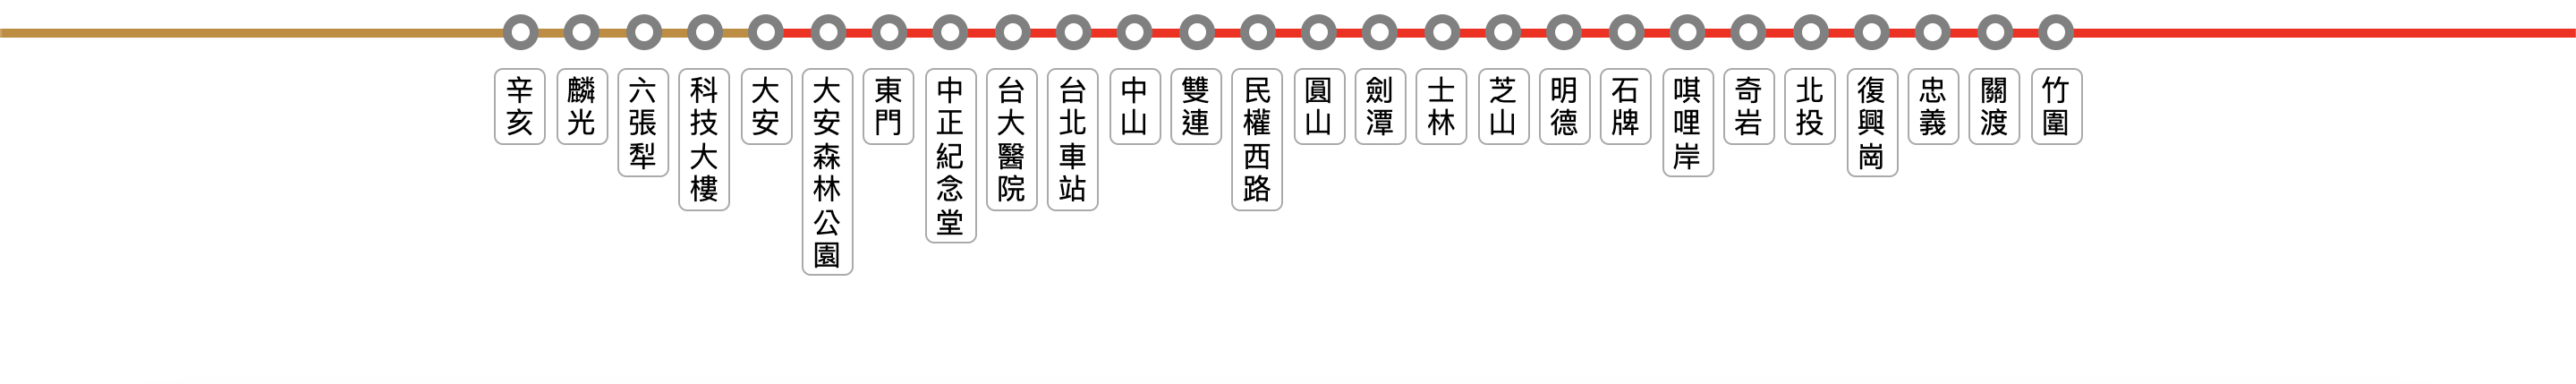 辛亥
麟光
六張犁
科技大樓
大安
大安森林公園
東門
中正紀念堂
台大醫院
台北車站
中山
雙連
民權西路
圓山
劍潭
士林
芝山
明德
石牌
唭哩岸
奇岩
北投
復興崗
忠義
關渡
竹圍